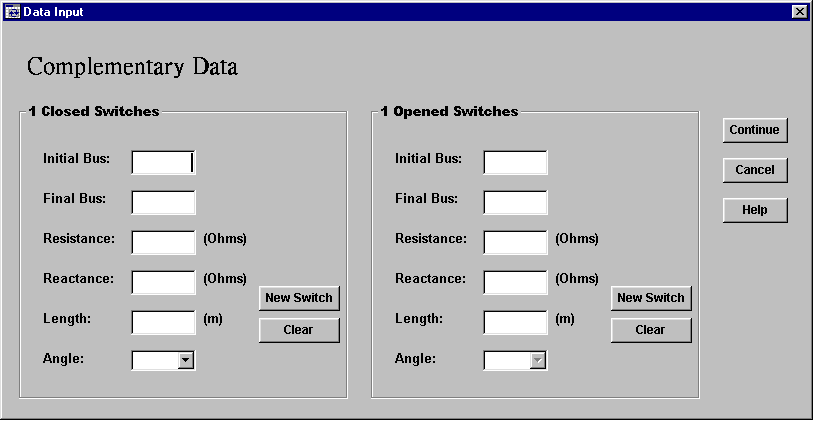 Data Input
Complementary Data
1 Closed Switches
Initial Bus:
Final Bus:
Resistance: (Ohms)
Reactance: (Ohms)
New Switch
Length: (m)
Clear
Angle:
1 Opened Switches
Initial Bus:
Final Bus:
Resistance: (Ohms)
Reactance: (Ohms)
New Switch
Length: (m)
Clear
Angle:
Continue
Cancel
Help